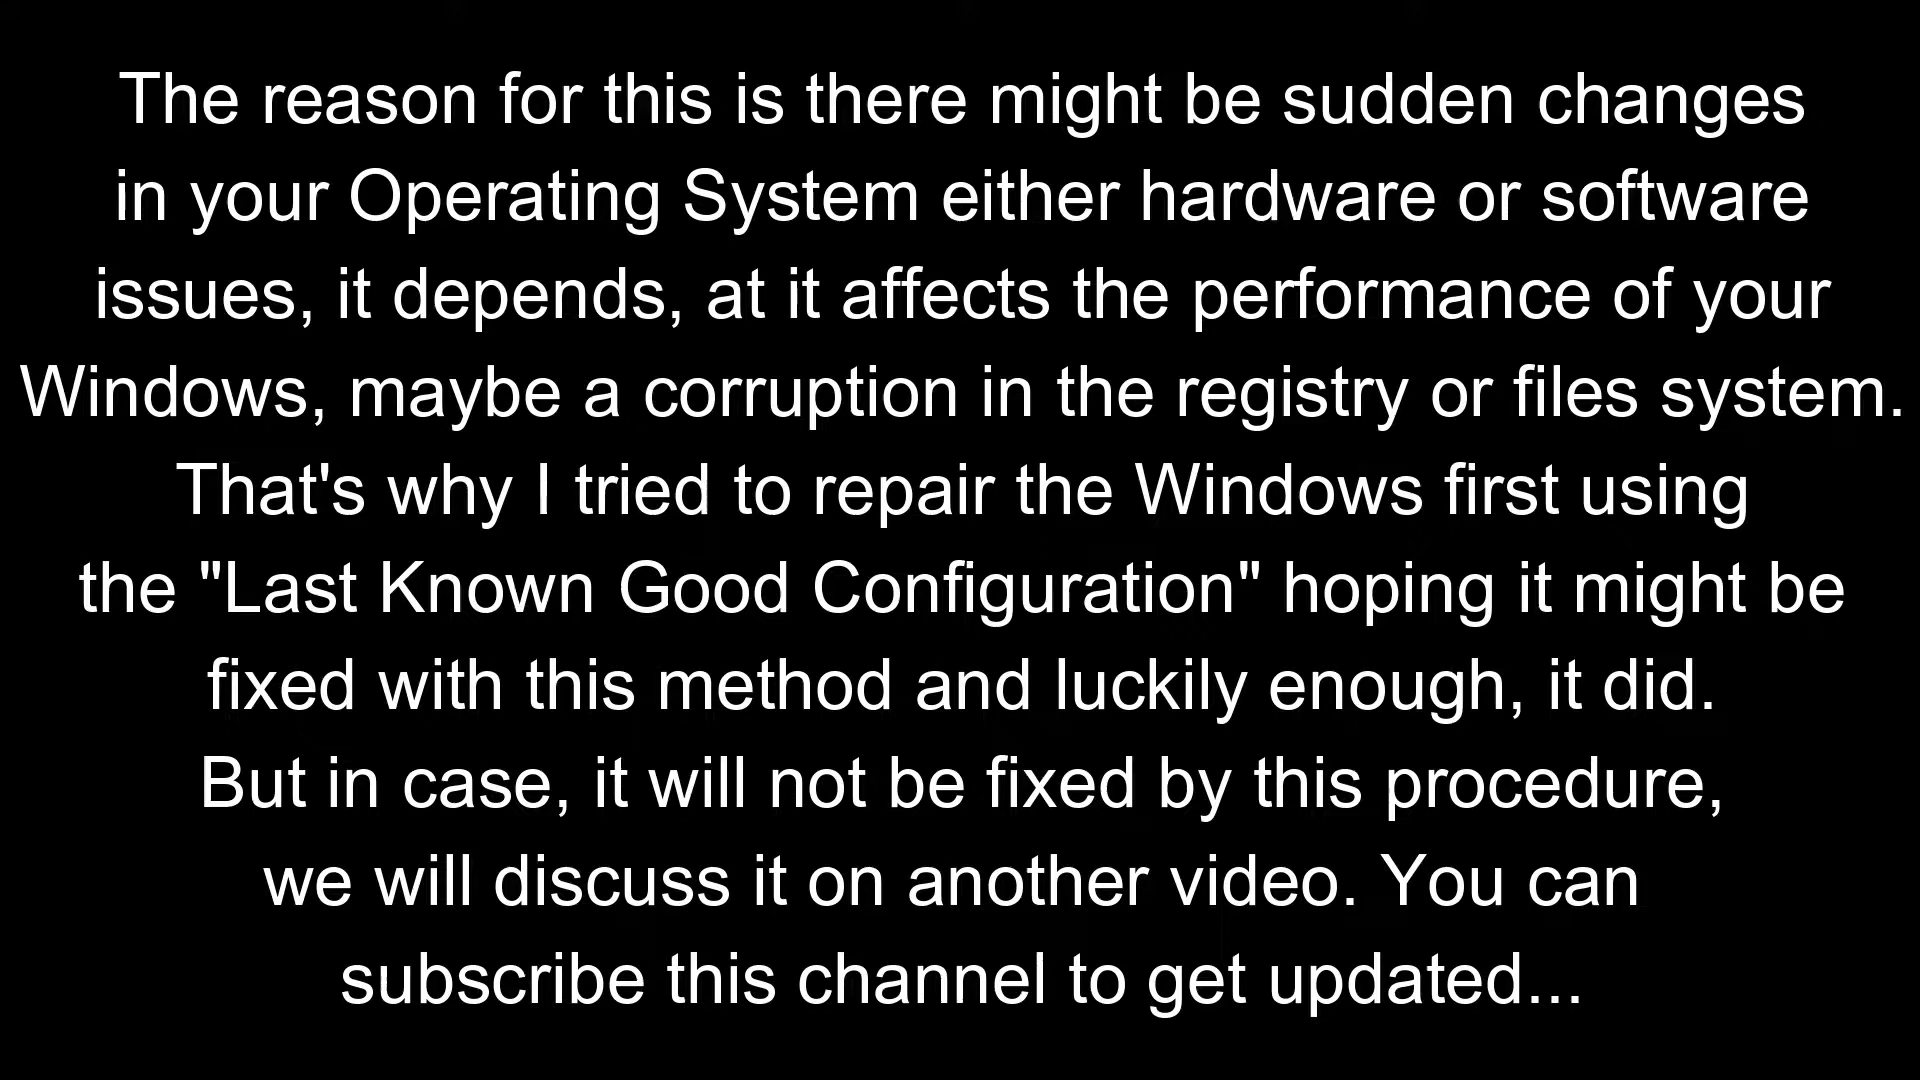 The reason for this is there might be sudden changes
in your Operating System either hardware or software
issues, it depends, at it affects the performance of your
Windows, maybe a corruption in the registry or files system.
That's why I tried to repair the Windows first using
the "Last Known Good Configuration" hoping it might be
fixed with this method and luckily enough, it did.
But in case, it will not be fixed by this procedure,
we will discuss it on another video. You can
subscribe this channel to get updated...